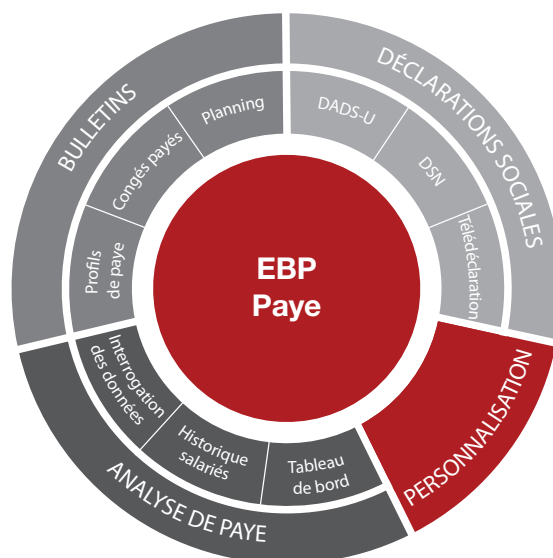 BULLETINS
Profils
de paye
Congés payés
Planning
DÉCLARATIONS SOCIALES
DADS-U
DSN
Télédéclaration
EBP
Paye
PERSONNALISATION
ANALYSE DE PAYE
Interrogation
des données
Historique
salariés
Tableau
de bord